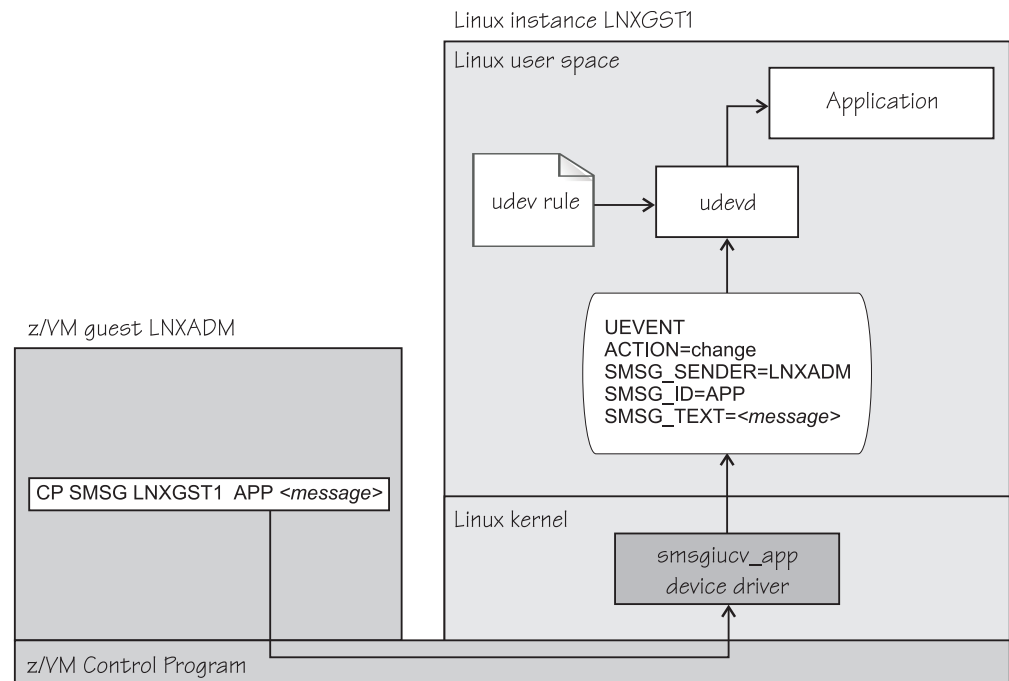 Linux instance LNXGST1
Linux user space
Application
udev rule
udevd
UEVENT
ACTION=change
SMSG_SENDER=LNXADM
SMSG_ID=APP
SMSG_TEXT=<message>
z/VM guest LNXADM
CP SMSG LNXGST1 APP <message>
Linux kernel
smsgiucv_app
device driver
z/VM Control Program